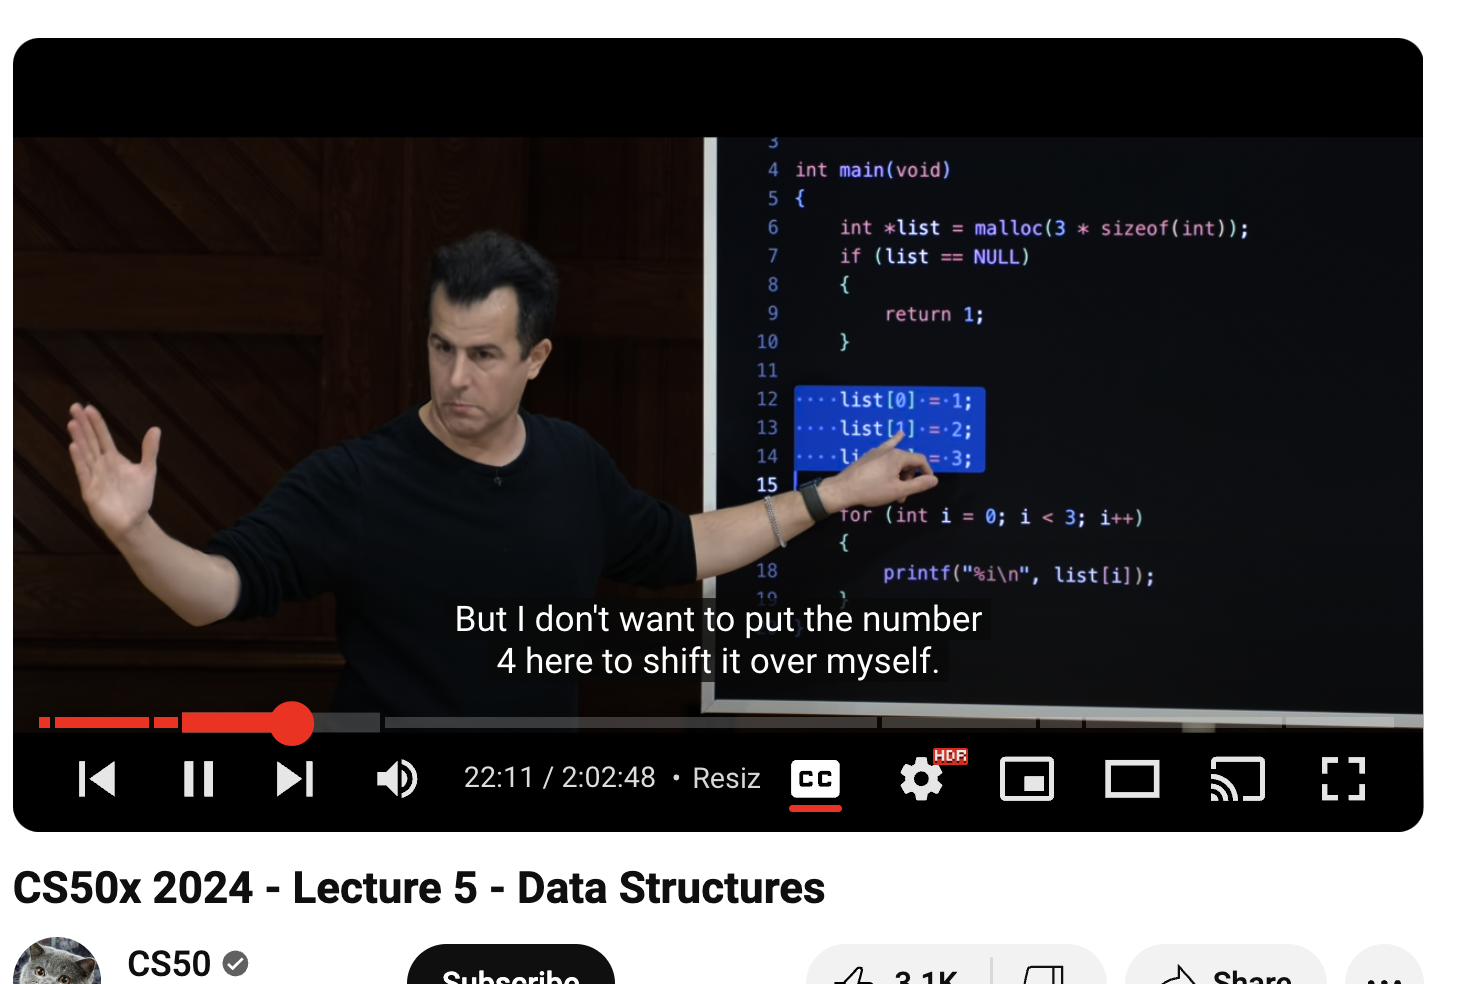 3
4 int main(void)
5 {
6 int *list = malloc(3 * sizeof(int));
7 if (list == NULL)
8 {
9 return 1;
10 }
11
12 ····list[0]·=·1;
13 ····list[1]·=·2;
14 ····li ]·=·3;
15
for (int i = 0; i < 3; i++)
{
18 printf("%i\n", list[i]);
19 }
}
But I don't want to put the number
4 here to shift it over myself.
22:11 / 2:02:48 • Resiz
CC
HDR
CS50x 2024 - Lecture 5 - Data Structures
CS50
Subscribe
3.1K
Share